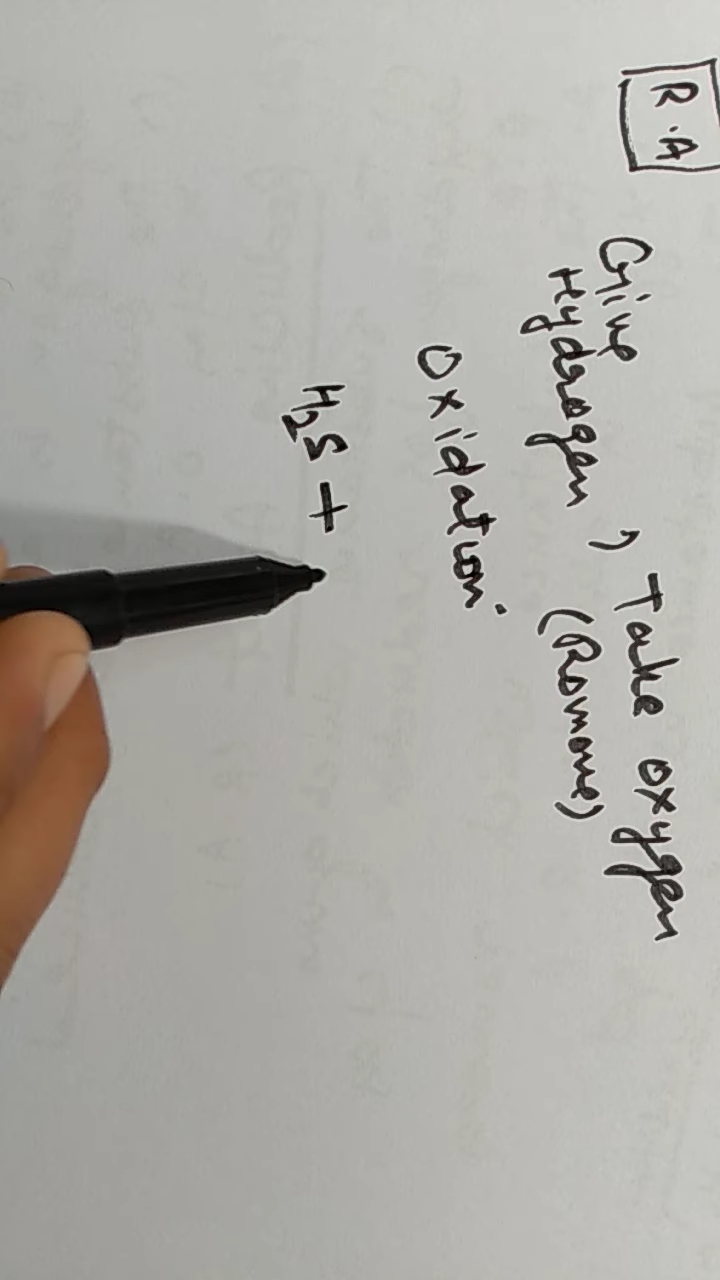 R.A
Give Hydrogen, Take oxygen
(Remove)
Oxidation
H₂S +